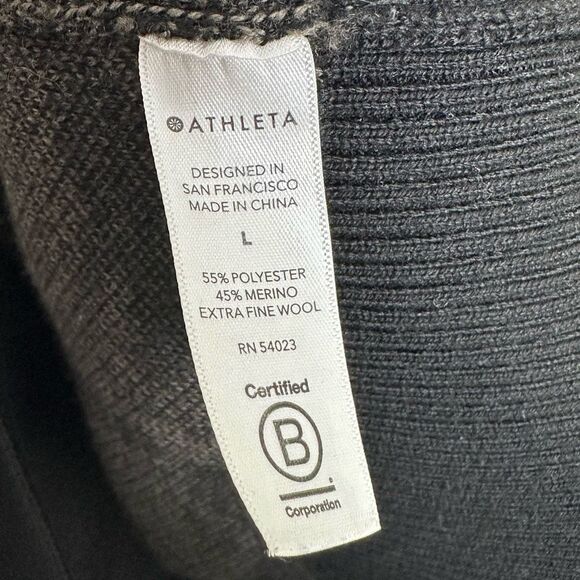 ATHLETA
DESIGNED IN
SAN FRANCISCO
MADE IN CHINA
L
55% POLYESTER
45% MERINO
EXTRA FINE WOOL
RN 54023
Certified
B
Corporation